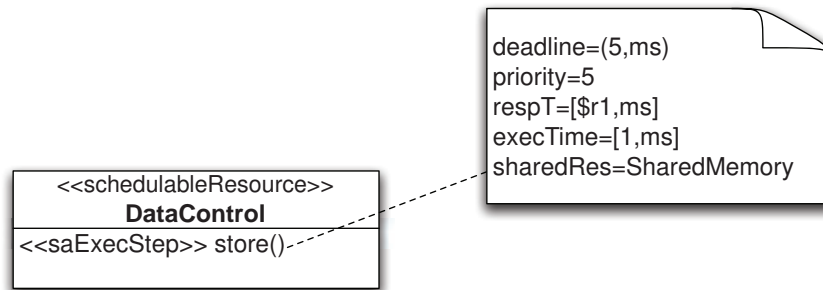 deadline=(5,ms)
priority=5
respT=[$r1,ms]
execTime=[1,ms]
sharedRes=SharedMemory
<<schedulableResource>>
DataControl
<<saExecStep>> store()